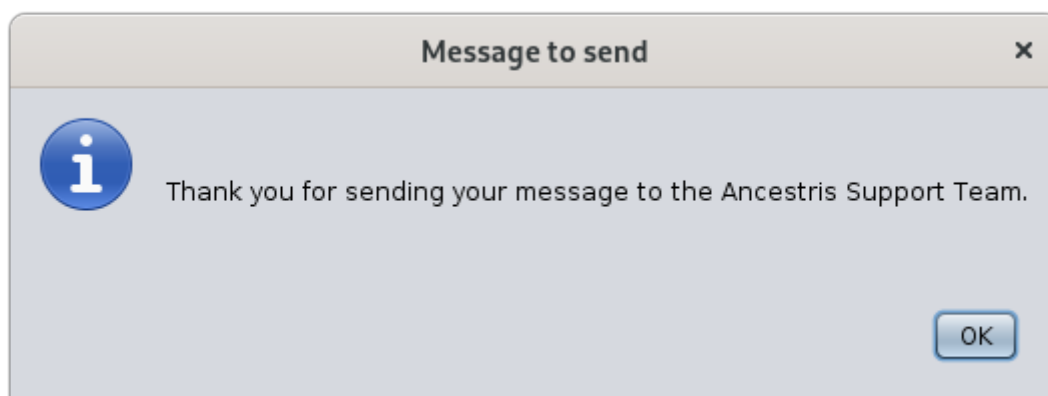 Message to send
Thank you for sending your message to the Ancestris Support Team.
OK